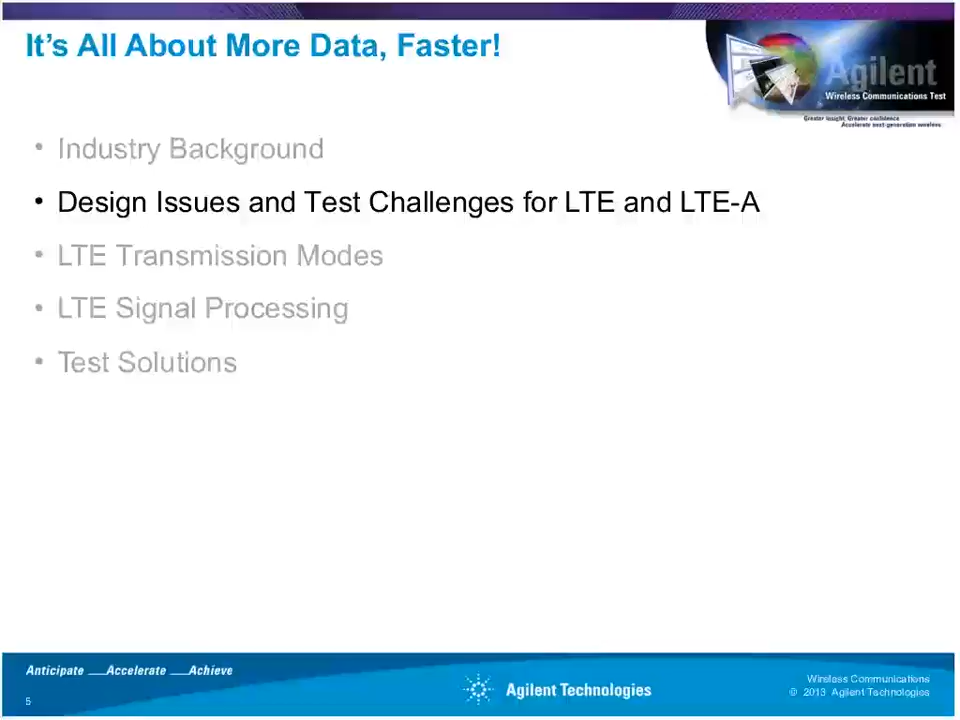 It's All About More Data, Faster!
Agilent
Wireless Communications Test
Greater insight. Greater confidence
Accelerate next-generation wireless
• Industry Background
• Design Issues and Test Challenges for LTE and LTE-A
• LTE Transmission Modes
• LTE Signal Processing
• Test Solutions
Anticipate ___Accelerate ___Achieve
Agilent Technologies
Wireless Communications
© 2013 Agilent Technologies
5